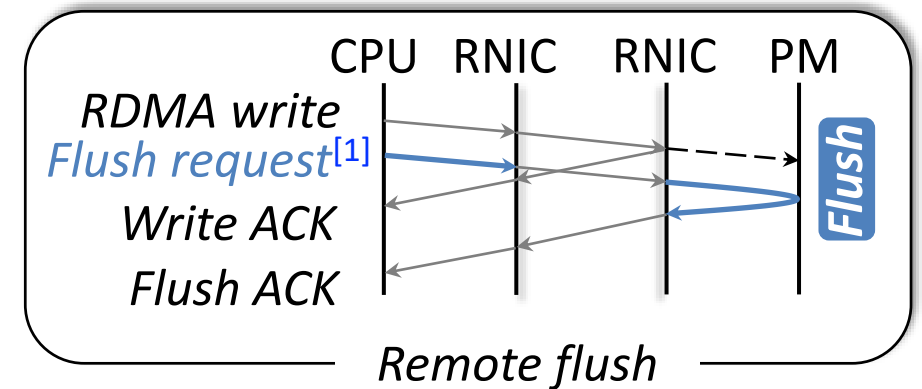 CPU RNIC RNIC PM
RDMA write
Flush request[1]
Write ACK
Flush ACK
Flush
Remote flush